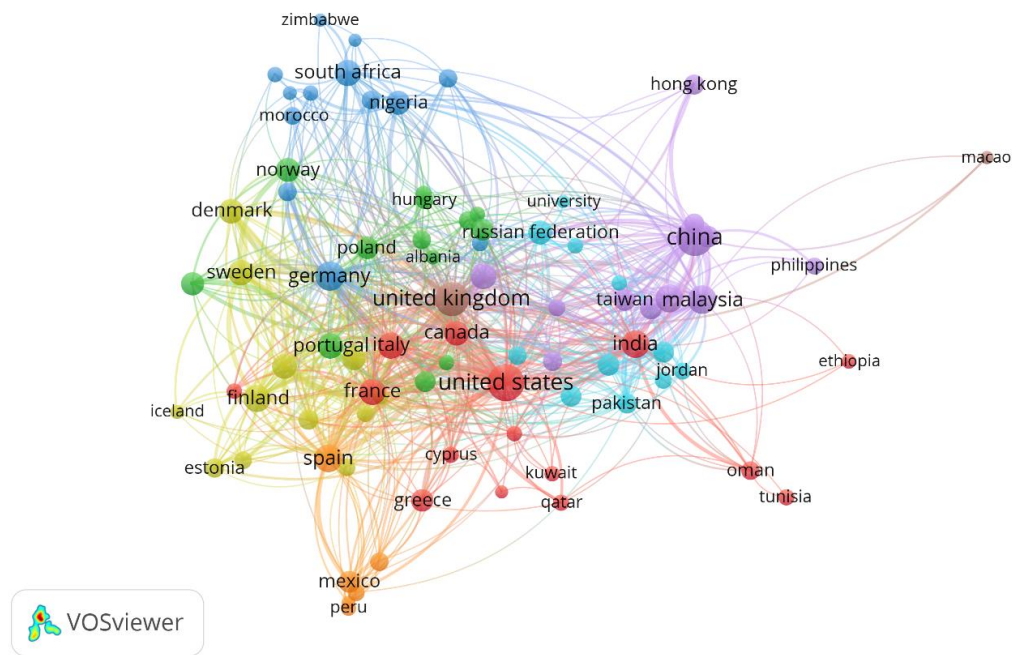 zimbabwe
south africa
hong kong
nigeria
morocco
macao
norway
hungary
university
denmark
russian federation
china
poland
albania
philippines
sweden
germany
united kingdom
taiwan
malaysia
canada
portugal
italy
india
ethiopia
jordan
united states
france
finland
pakistan
iceland
spain
cyprus
estonia
kuwait
oman
greece
qatar
tunisia
mexico
peru
VOSviewer